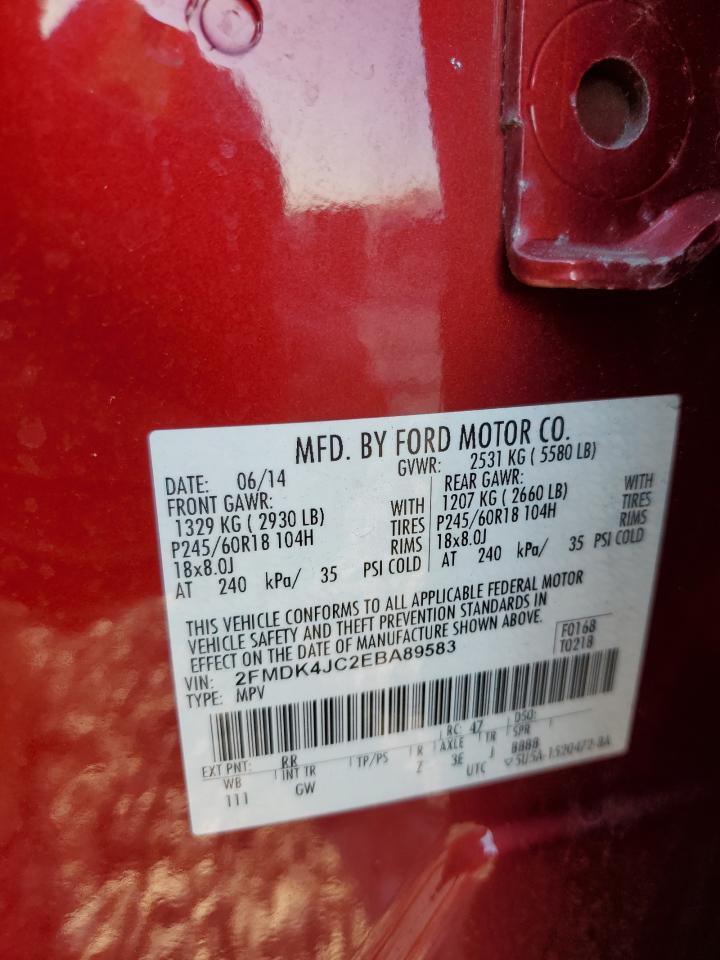 MFD. BY FORD MOTOR CO.
DATE: 06/14 GVWR: 2531 KG ( 5580 LB)
FRONT GAWR: REAR GAWR:
1329 KG ( 2930 LB) WITH 1207 KG ( 2660 LB) WITH
P245/60R18 104H TIRES P245/60R18 104H TIRES
18x8.0J RIMS 18x8.0J RIMS
AT 240 kPa/ 35 PSI COLD AT 240 kPa/ 35 PSI COLD
THIS VEHICLE CONFORMS TO ALL APPLICABLE FEDERAL MOTOR
VEHICLE SAFETY AND THEFT PREVENTION STANDARDS IN
EFFECT ON THE DATE OF MANUFACTURE SHOWN ABOVE.
F0168
VIN: 2FMDK4JC2EBA89583 T0218
TYPE: MPV
EXT PNT: RR RC: 47 DSO:
WB INT TR TP/PS R AXLE TR SPR
111 GW 2 3E J BBBB
UTC